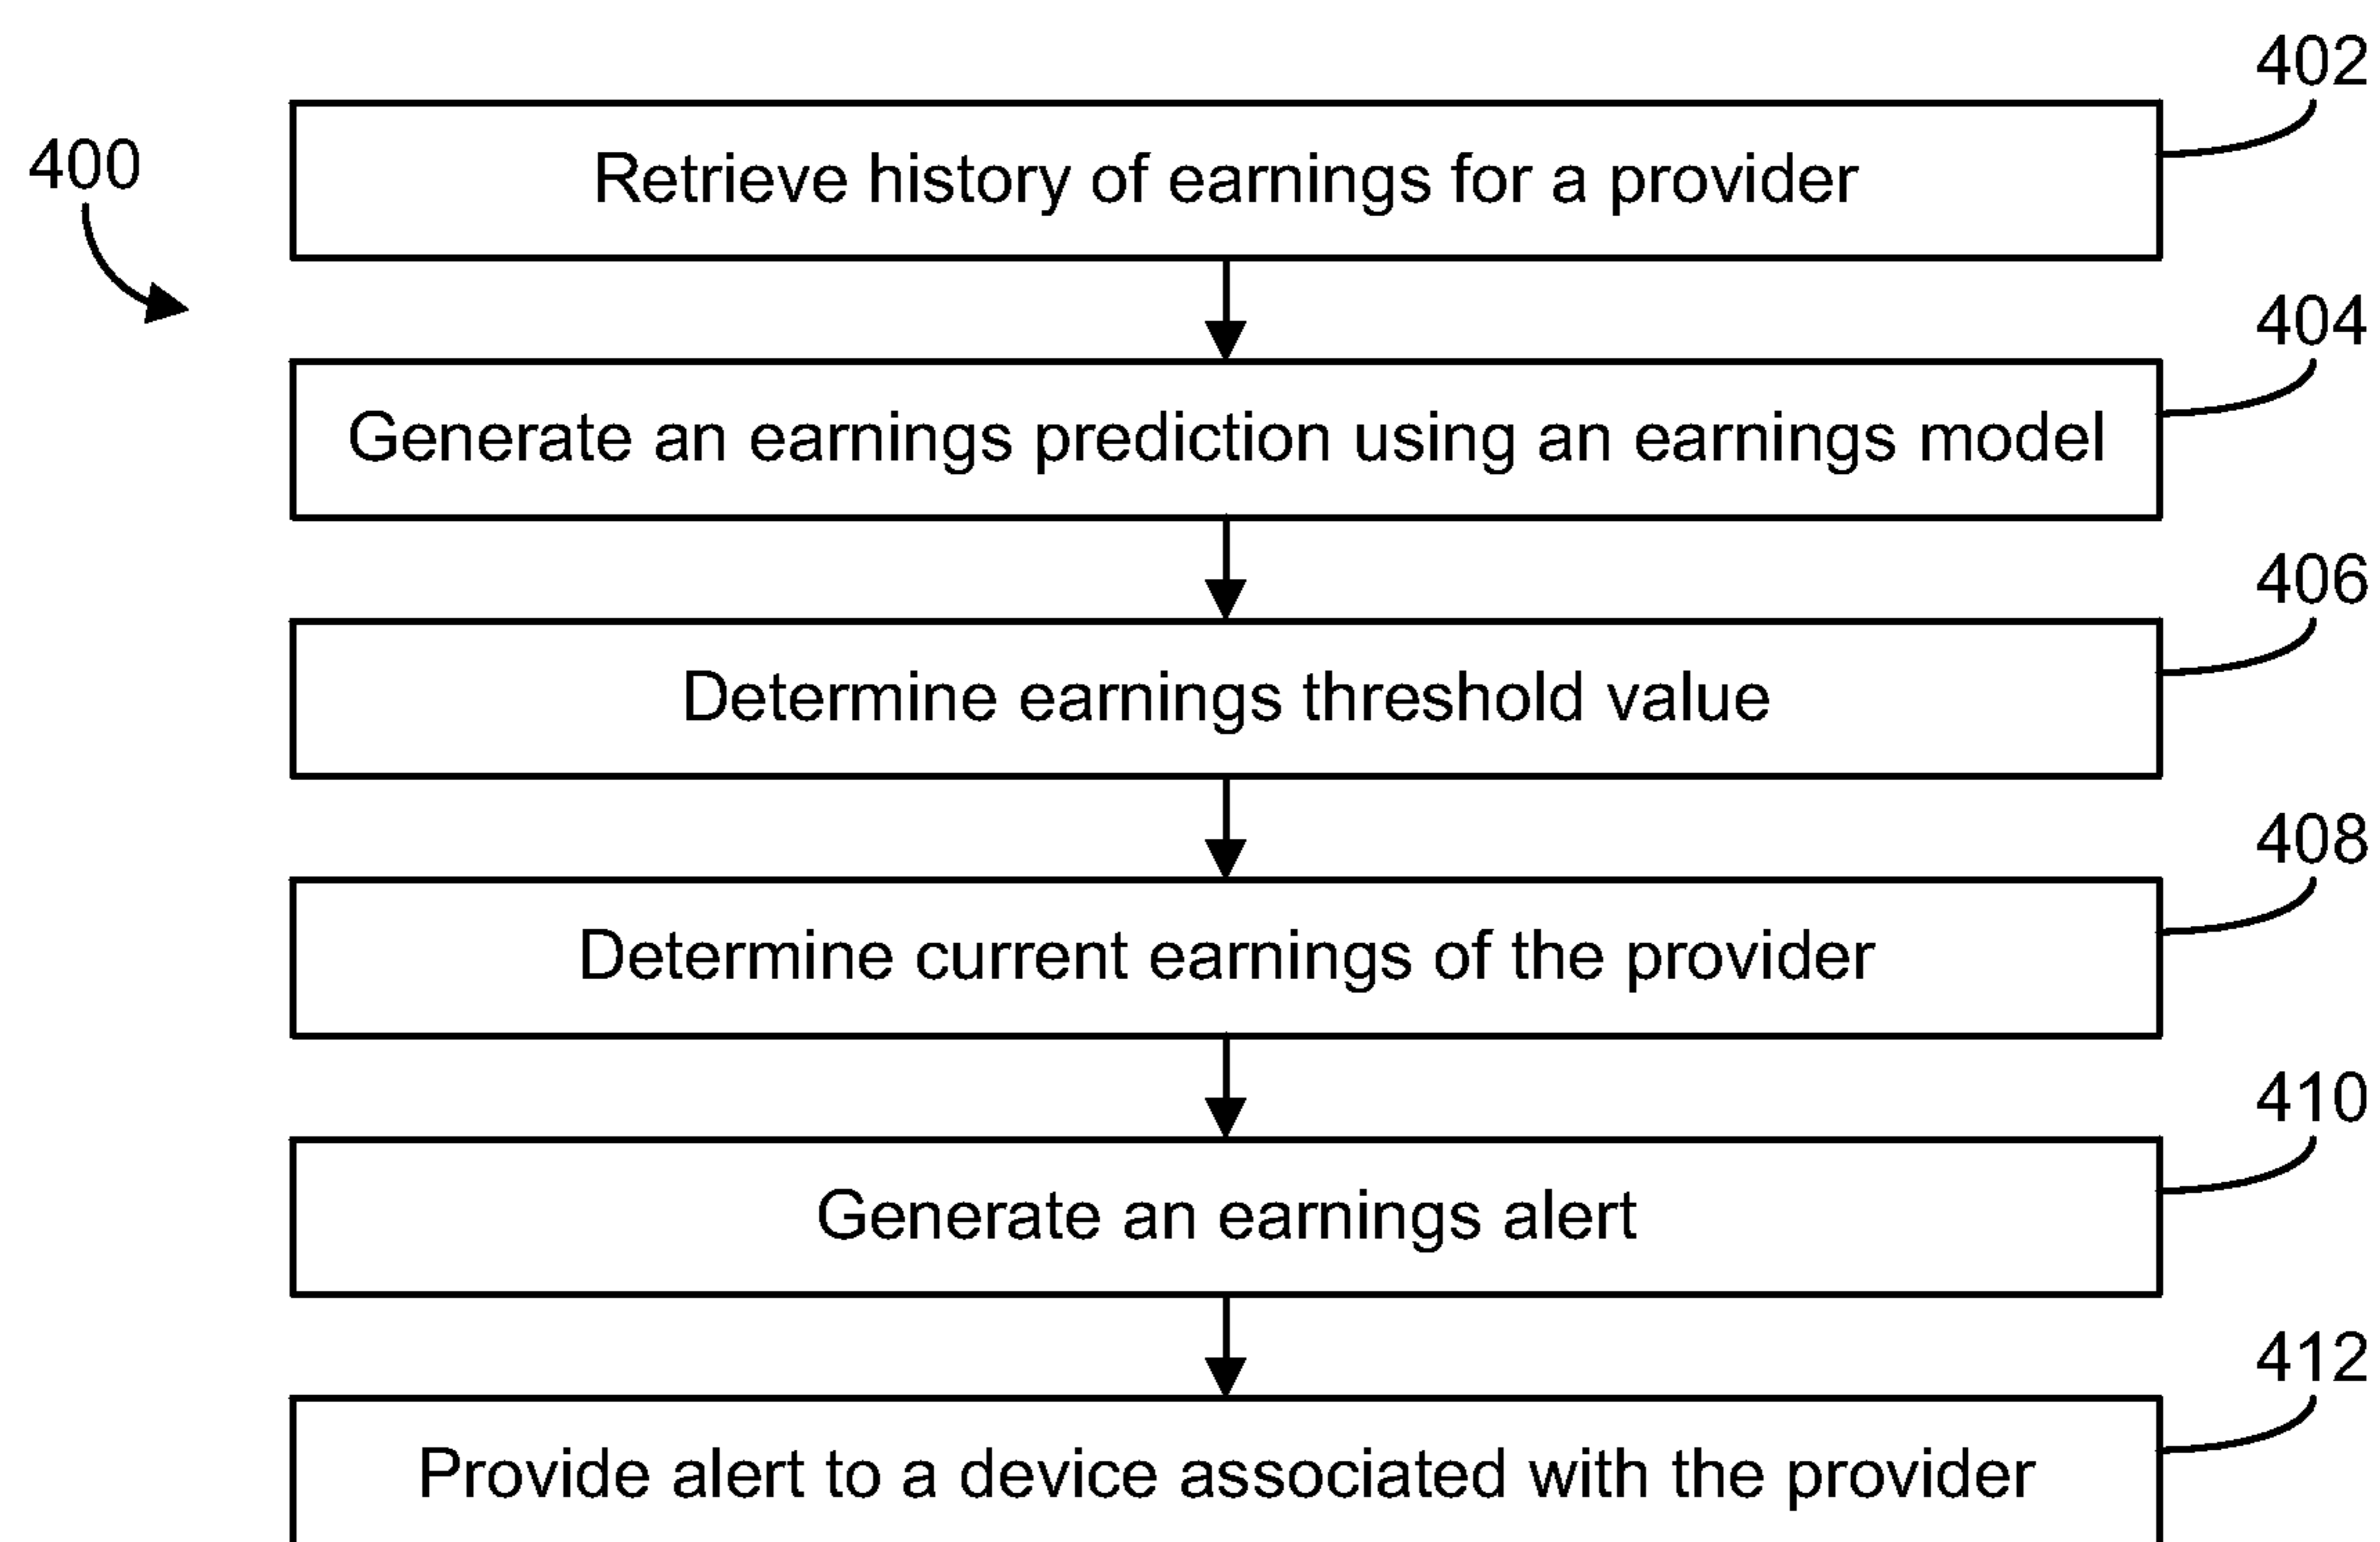 402
400
Retrieve history of earnings for a provider
404
Generate an earnings prediction using an earnings model
406
Determine earnings threshold value
408
Determine current earnings of the provider
410
Generate an earnings alert
412
Provide alert to a device associated with the provider